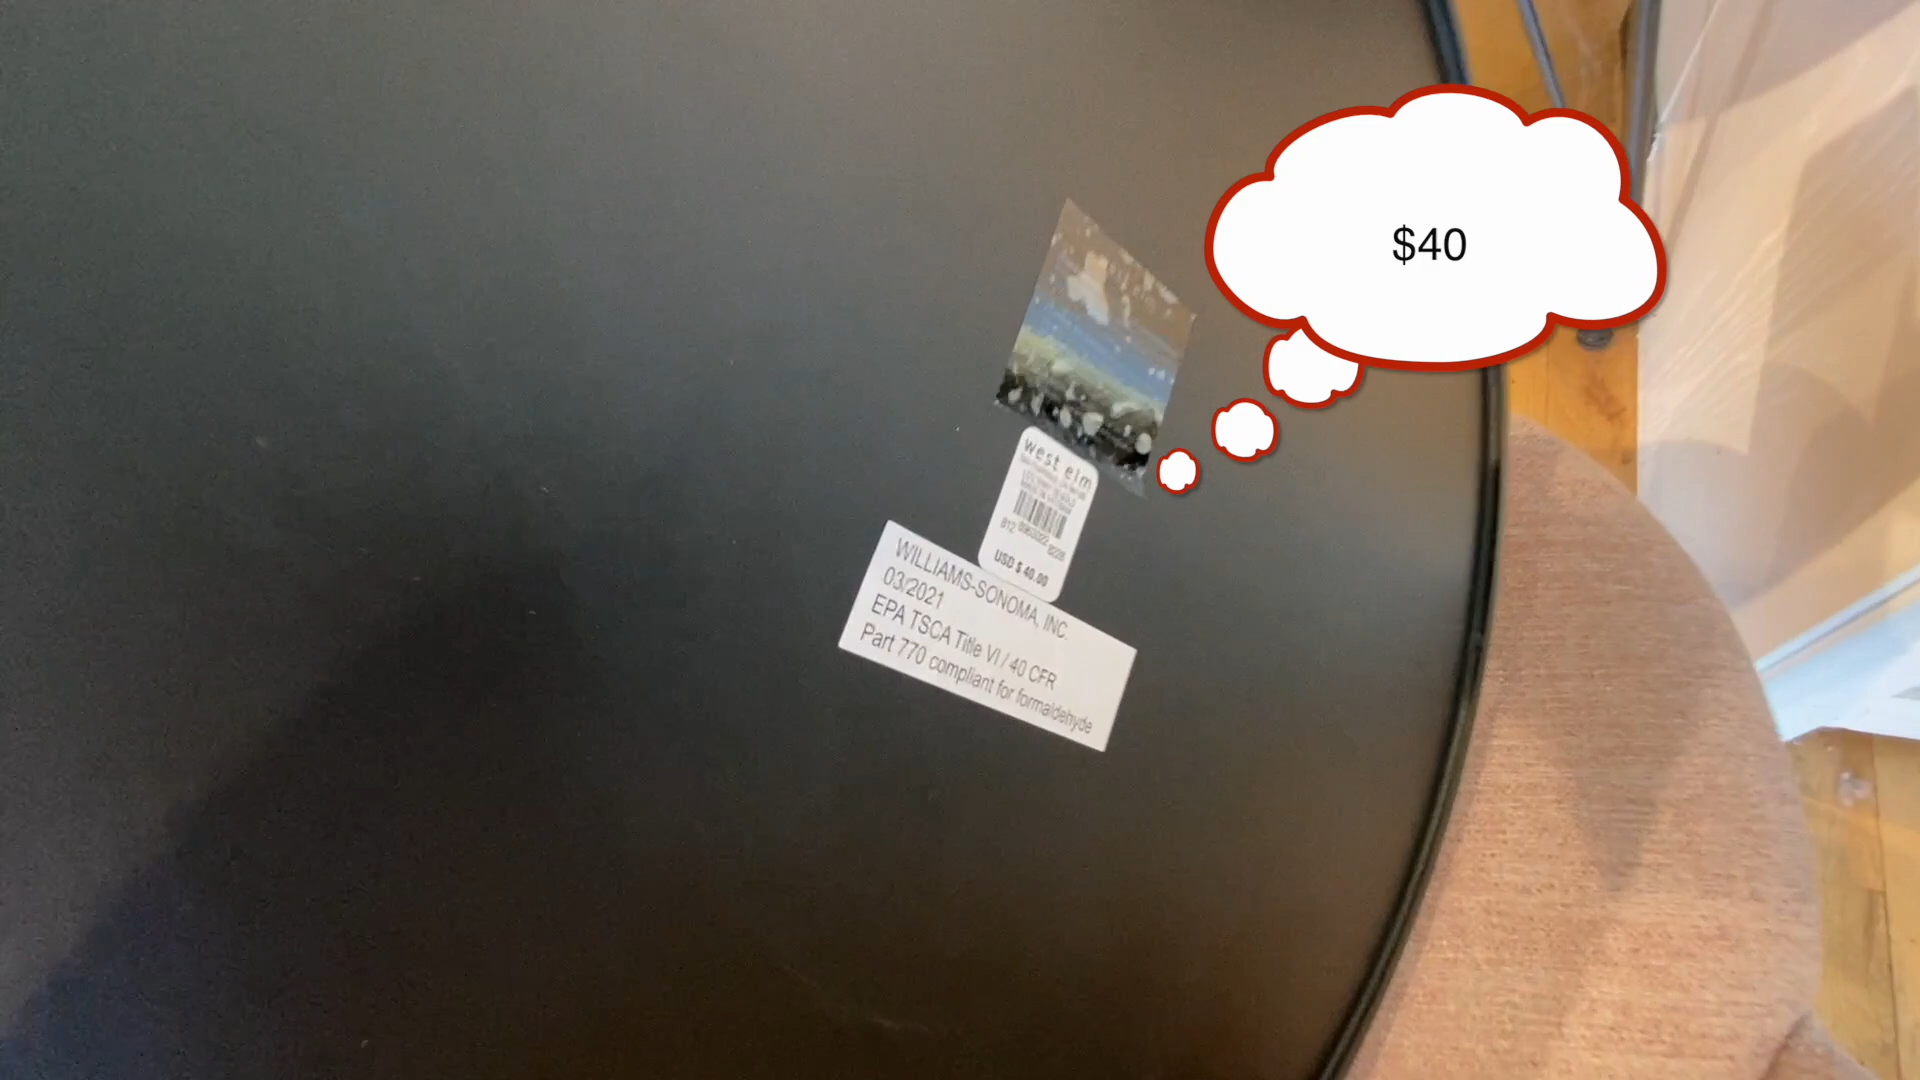 $40
west elm
USD $ 40.00
WILLIAMS-SONOMA, INC.
03/2021
EPA TSCA Title VI / 40 CFR
Part 770 compliant for formaldehyde